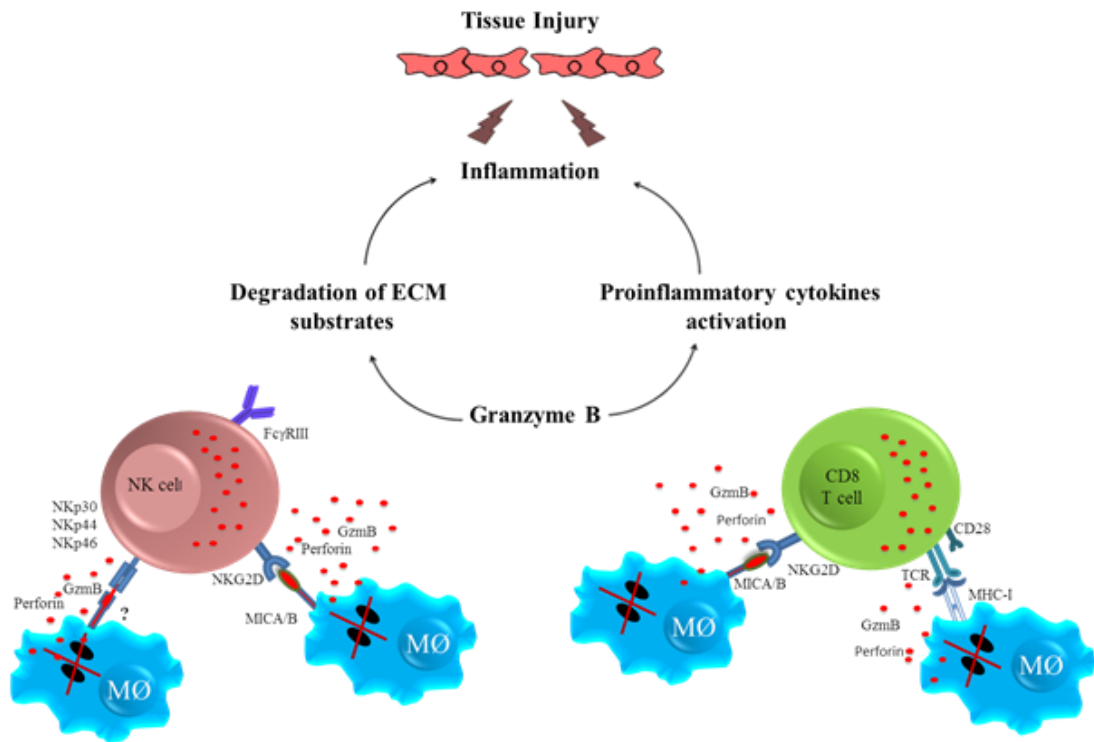 Tissue Injury
Inflammation
Degradation of ECM
substrates
Proinflammatory cytokines
activation
Granzyme B
FcγRIII
NK cell
NKp30
NKp44
NKp46
GzmB
Perforin
?
MØ
NKG2D
MICA/B
GzmB
Perforin
MØ
CD8
T cell
GzmB
Perforin
NKG2D
MICA/B
MØ
CD28
TCR
MHC-I
GzmB
Perforin
MØ